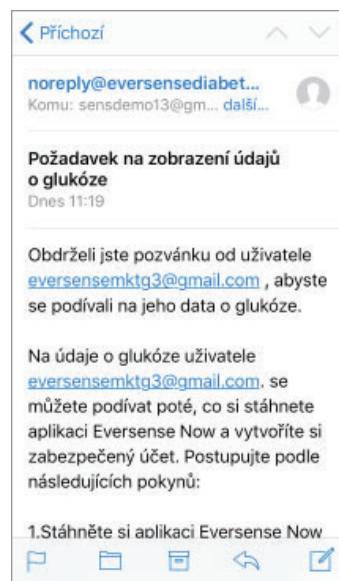 Příchozí
noreply@eversensediabet...
Komu: sensdemo13@gm... další...
Požadavek na zobrazení údajů
o glukóze
Dnes 11:19
Obdrželi jste pozvánku od uživatele
eversensemktg3@gmail.com , abyste
se podívali na jeho data o glukóze.
Na údaje o glukóze uživatele
eversensemktg3@gmail.com. se
můžete podívat poté, co si stáhnete
aplikaci Eversense Now a vytvoříte si
zabezpečený účet. Postupujte podle
následujících pokynů:
1.Stáhněte si aplikaci Eversense Now